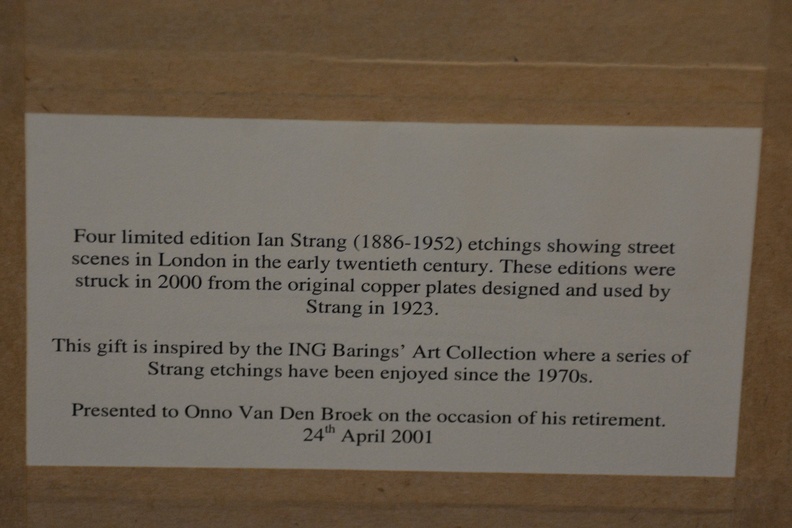 Four limited edition Ian Strang (1886-1952) etchings showing street
scenes in London in the early twentieth century. These editions were
struck in 2000 from the original copper plates designed and used by
Strang in 1923.
This gift is inspired by the ING Barings' Art Collection where a series of
Strang etchings have been enjoyed since the 1970s.
Presented to Onno Van Den Broek on the occasion of his retirement.
24th April 2001